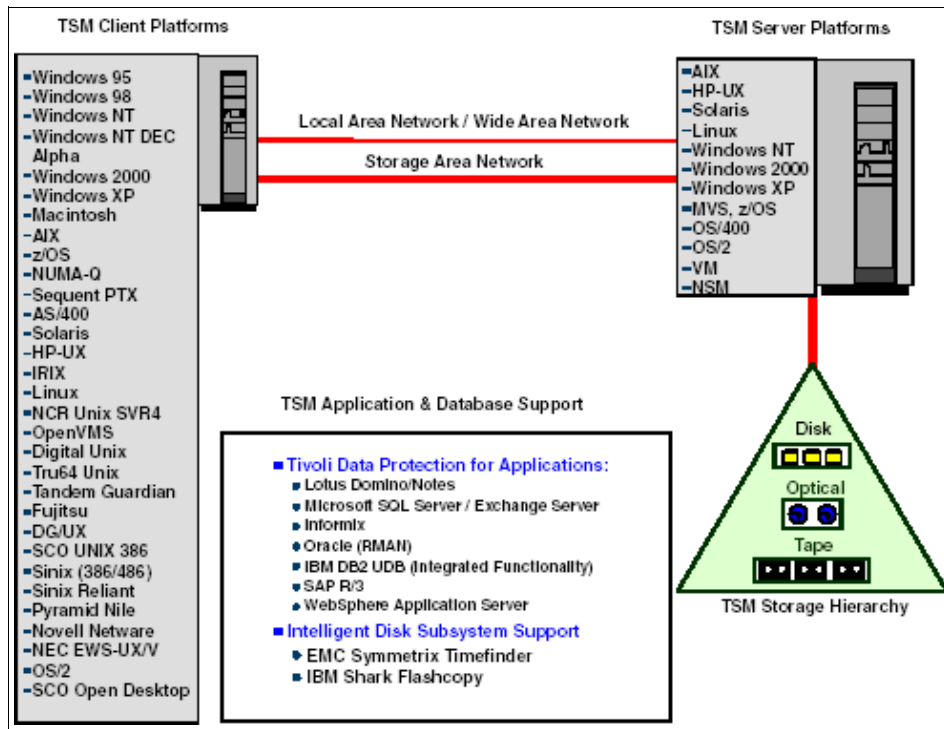 TSM Client Platforms
Windows 95
Windows 98
Windows NT
Windows NT DEC
Alpha
Windows 2000
Windows XP
Macintosh
AIX
z/OS
NUMA-Q
Sequent PTX
AS/400
Solaris
HP-UX
IRIX
Linux
NCR Unix SVR4
OpenVMS
Digital Unix
Tru64 Unix
Tandem Guardian
Fujitsu
DG/UX
SCO UNIX 386
Sinix (386/486)
Sinix Reliant
Pyramid Nile
Novell Netware
NEC EWS-UX/V
OS/2
SCO Open Desktop
Local Area Network / Wide Area Network
Storage Area Network
TSM Server Platforms
AIX
HP-UX
Solaris
Linux
Windows NT
Windows 2000
Windows XP
MVS, z/OS
OS/400
OS/2
VM
NSM
TSM Application & Database Support
Tivoli Data Protection for Applications:
Lotus Domino/Notes
Microsoft SQL Server / Exchange Server
Informix
Oracle (RMAN)
IBM DB2 UDB (Integrated Functionality)
SAP R/3
WebSphere Application Server
Intelligent Disk Subsystem Support
EMC Symmetrix Timefinder
IBM Shark Flashcopy
Disk
Optical
Tape
TSM Storage Hierarchy